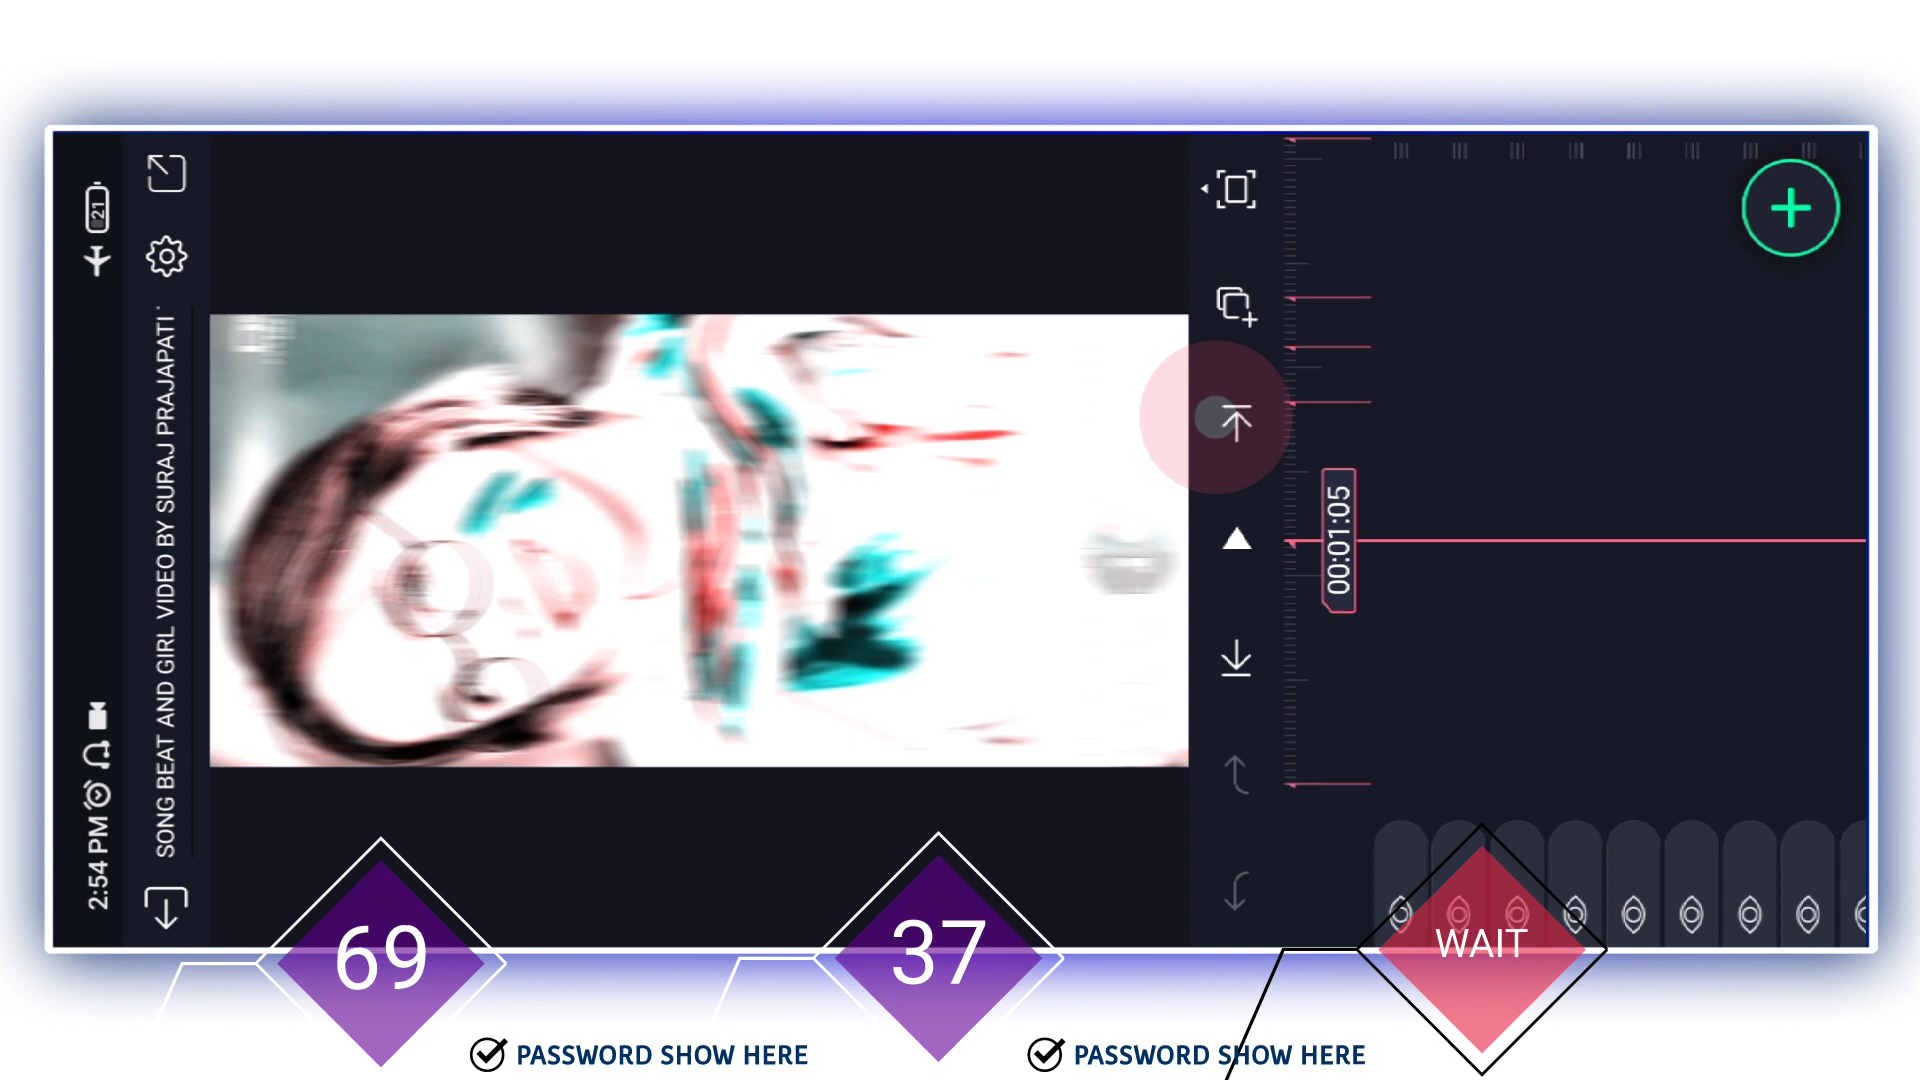 2:54 PM
21
SONG BEAT AND GIRL VIDEO BY SURAJ PRAJAPATI
00:01:05
69
37
WAIT
PASSWORD SHOW HERE
PASSWORD SHOW HERE